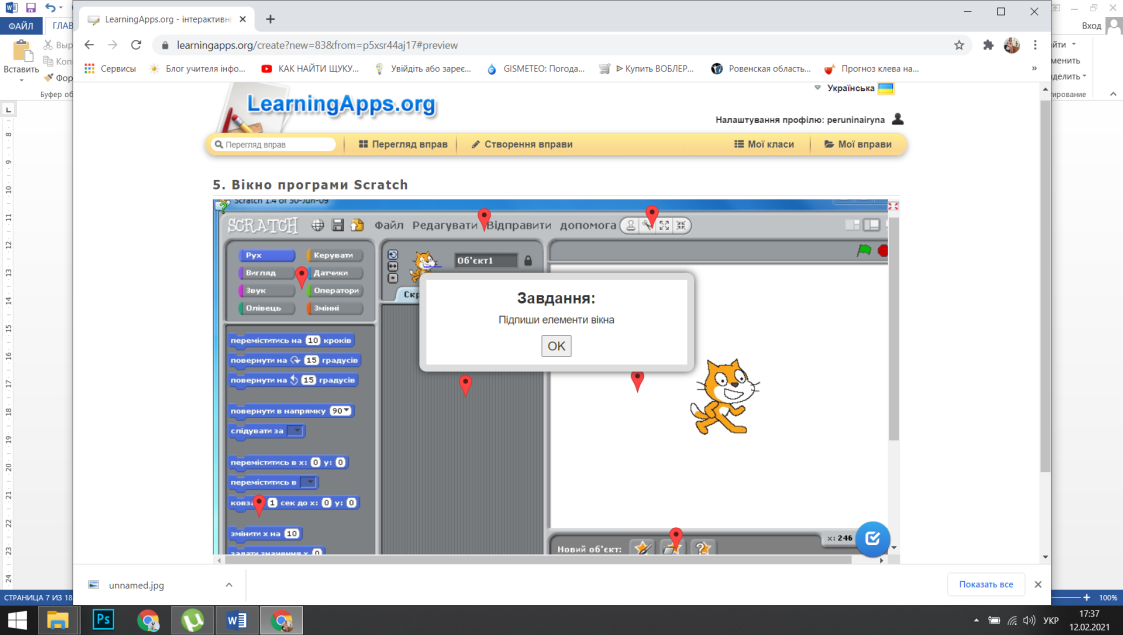 LearningApps.org - інтерактивні
ФАЙЛ
ГЛАВ
Вход
learningapps.org/create?new=83&from=p5xsr44aj17#preview
Вставить
Сервисы
Блог учителя інфо...
КАК НАЙТИ ЩУКУ...
Увійдіть або зареє...
GISMETEO: Погода...
Купить ВОБЛЕР...
Ровенская область...
Прогноз клева на...
»
Буфер об
LearningApps.org
Українська
Налаштування профілю: peruninairyna
Перегляд вправ
Перегляд вправ
Створення вправи
Мої класи
Мої вправи
5. Вікно програми Scratch
Scratch 1.4 of 30-Jun-09
SCRATCH
Файл
Редагувати
Відправити
допомога
Рух
Керувати
Вигляд
Датчики
Звук
Оператори
Олівець
Змінні
Об'єкт1
Скр
Завдання:
Підпиши елементи вікна
OK
переміститись на 10 кроків
повернути на 15 градусів
повернути на 15 градусів
повернути в напрямку 90
слідувати за
переміститись в x: 0 y: 0
переміститись в
ковз 1 сек до x: 0 y: 0
змінити x на 10
задати значення x 0
Новий об'єкт:
x: 246
unnamed.jpg
Показать все
СТРАНИЦА 7 ИЗ 18
100%
УКР
17:37
12.02.2021